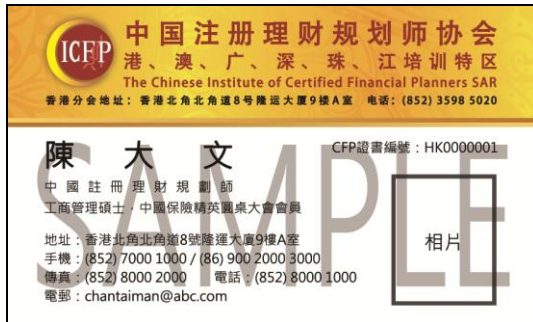 ICFP
中国注册理财规划师协会
港、澳、广、深、珠、江培训特区
The Chinese Institute of Certified Financial Planners SAR
香港分会地址：香港北角北角道8号隆运大厦9楼A室 电话：(852) 3598 5020
陳大文
CFP證書編號：HK0000001
中國註冊理財規劃師
工商管理碩士，中國保險精英圓桌大會會員
地址：香港北角北角道8號隆運大廈9樓A室
手機：(852) 7000 1000 / (86) 900 2000 3000
傳真：(852) 8000 2000 電話：(852) 8000 1000
電郵：chantaiman@abc.com
相片
SAMPLE